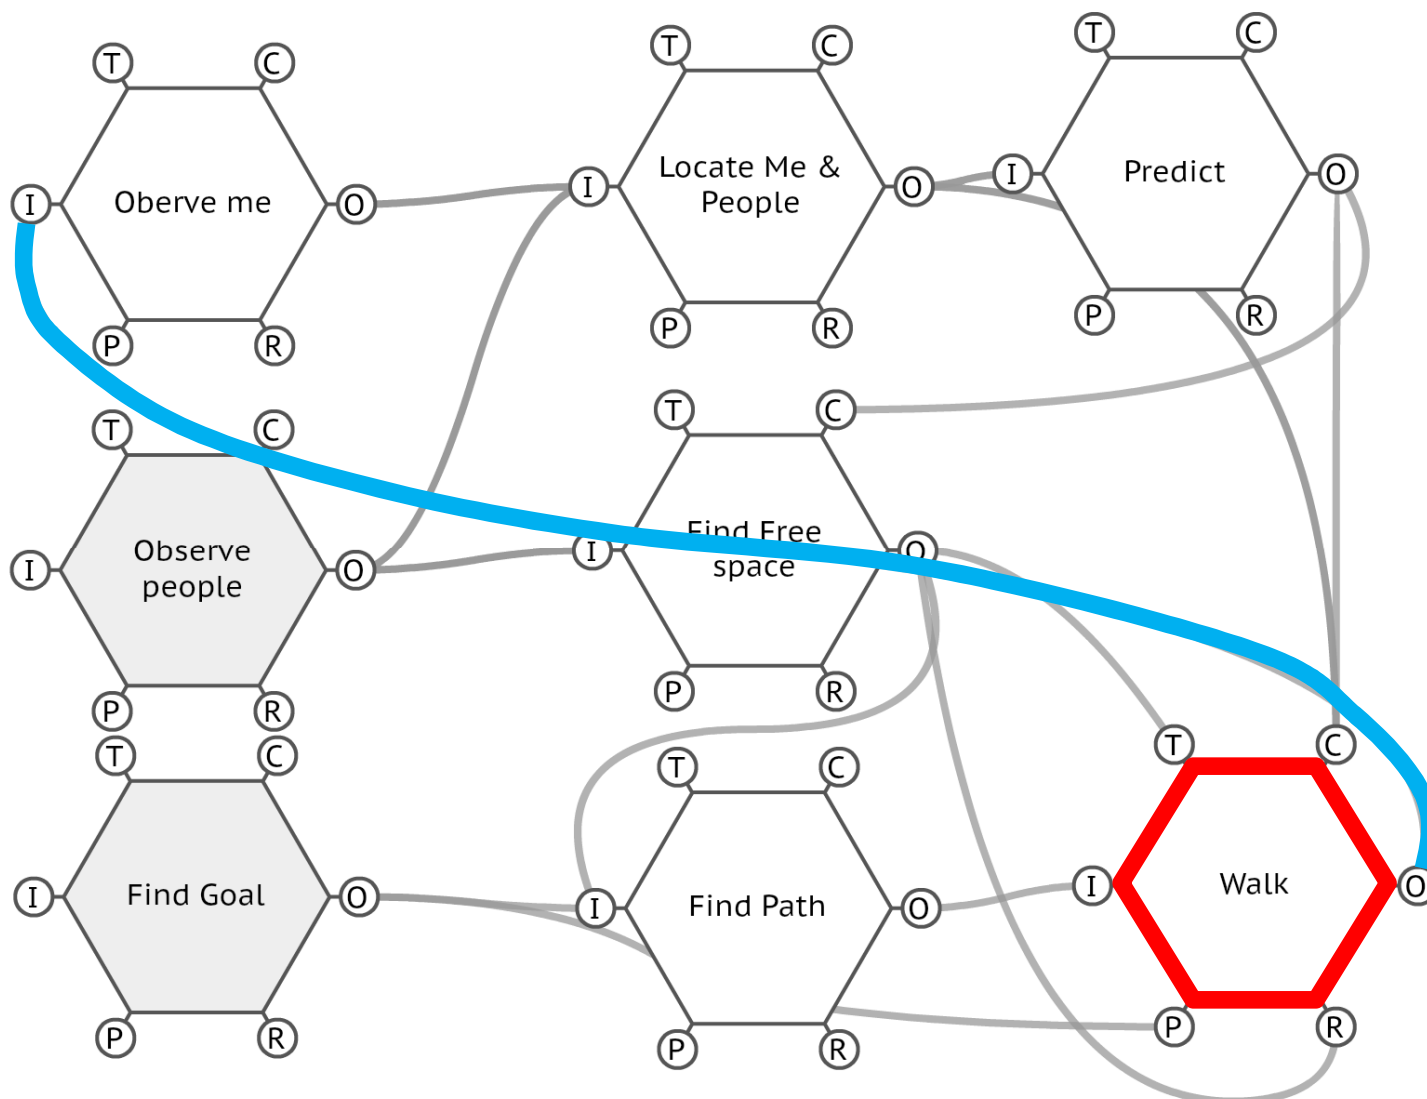 T C
I Oberve me O
P R
T C
I Locate Me &
People O
P R
T C
I Predict O
P R
T C
I Observe
people O
P R
T C
I Find Free
space O
P R
T C
I Find Goal O
P R
T C
I Find Path O
P R
T C
I Walk O
P R